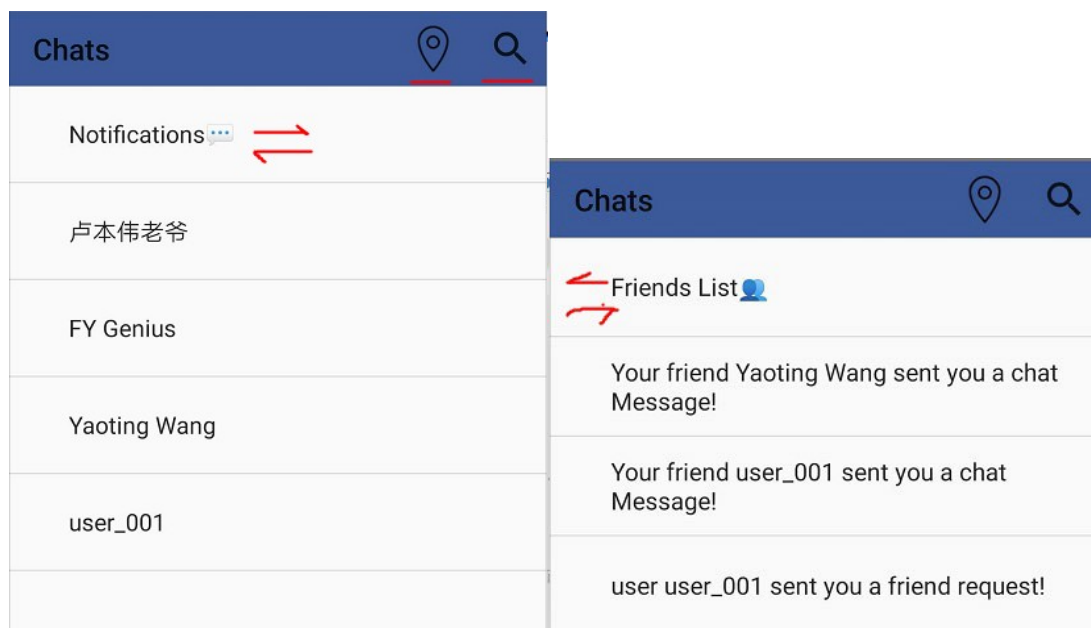 Chats
Notifications💬
卢本伟老爷
FY Genius
Yaoting Wang
user_001
Chats
Friends List👥
Your friend Yaoting Wang sent you a chat
Message!
Your friend user_001 sent you a chat
Message!
user user_001 sent you a friend request!